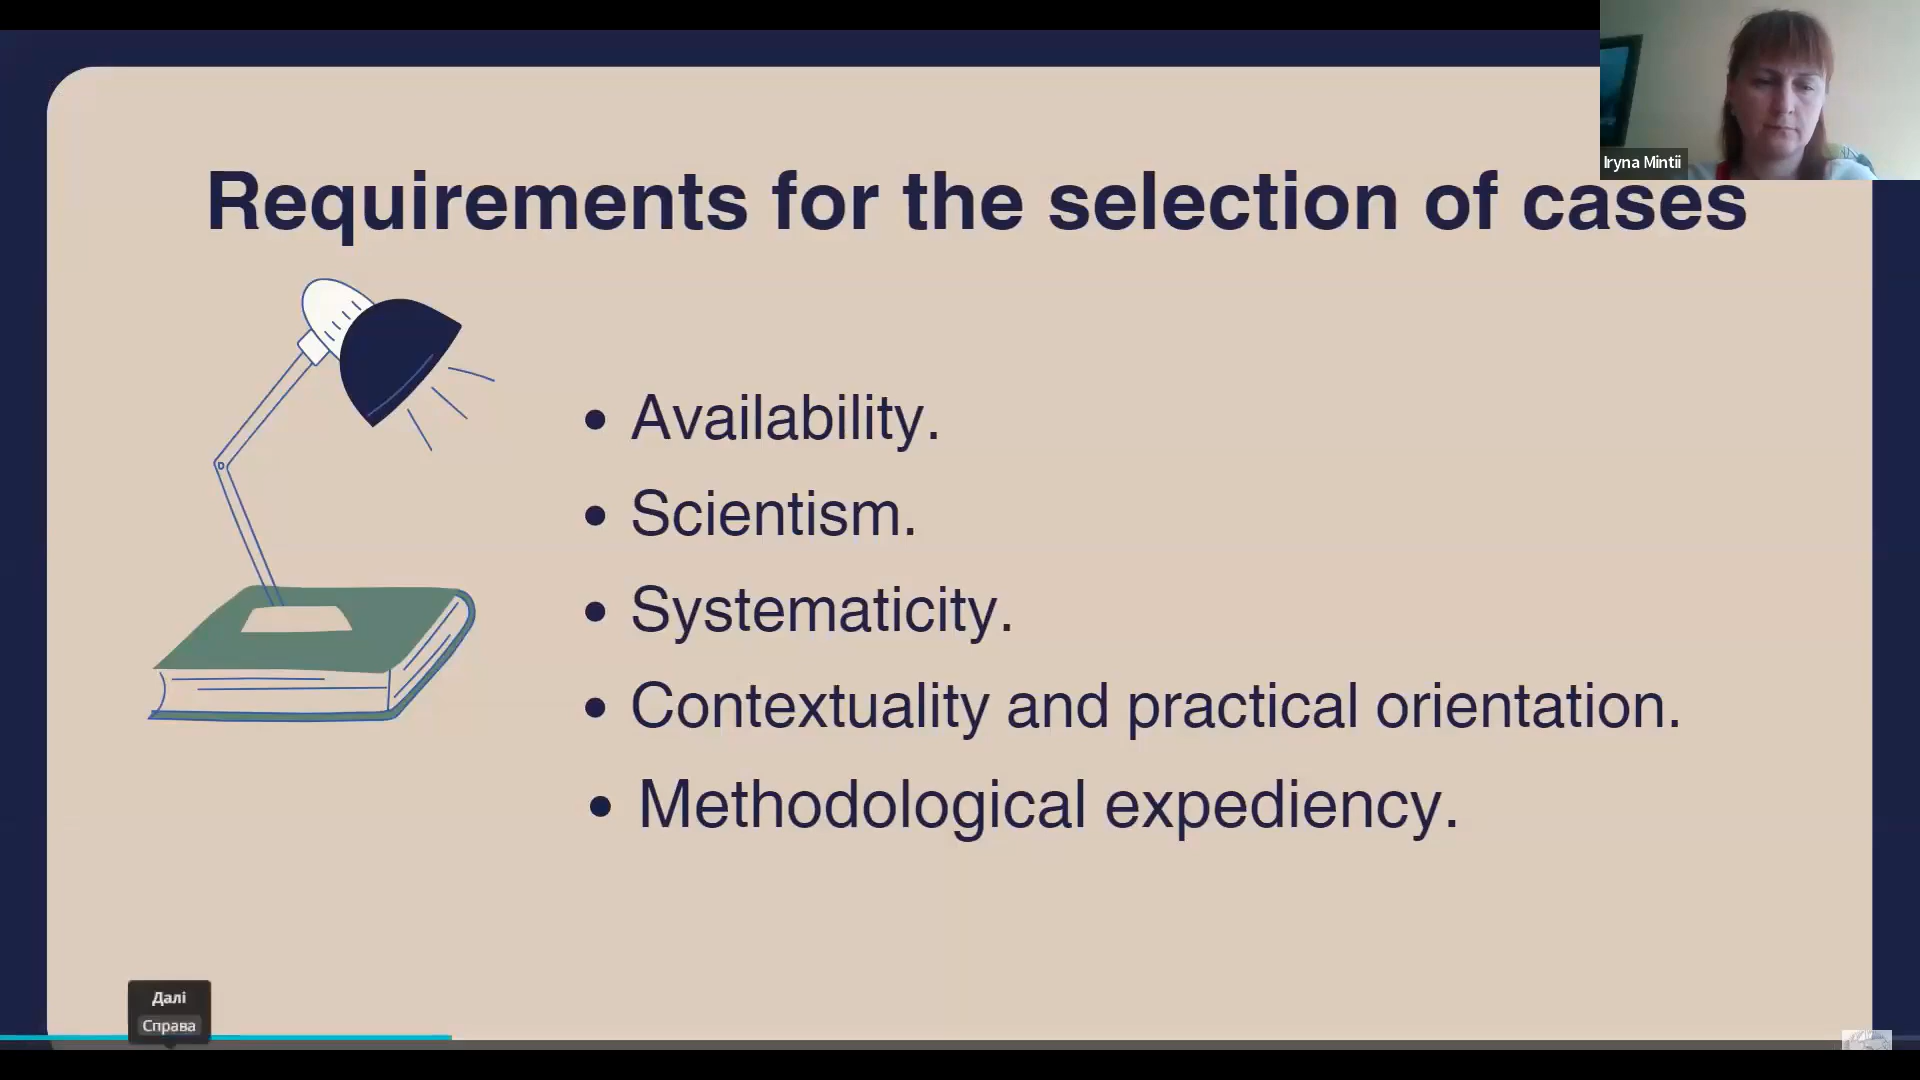 Iryna Mintii
Requirements for the selection of cases
• Availability.
• Scientism.
• Systematicity.
• Contextuality and practical orientation.
• Methodological expediency.
Далі
Справа